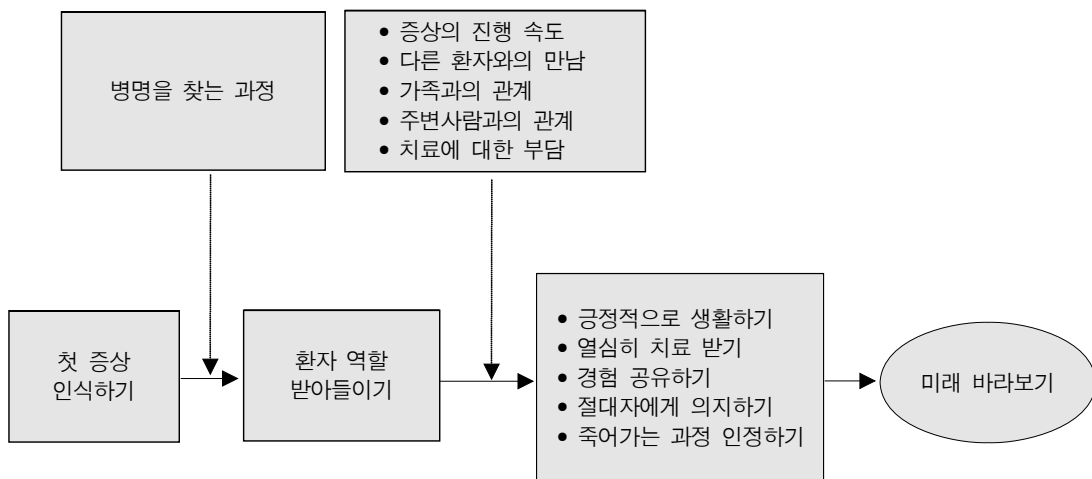 병명을 찾는 과정
• 증상의 진행 속도
• 다른 환자와의 만남
• 가족과의 관계
• 주변사람과의 관계
• 치료에 대한 부담
첫 증상
인식하기
환자 역할
받아들이기
• 긍정적으로 생활하기
• 열심히 치료 받기
• 경험 공유하기
• 절대자에게 의지하기
• 죽어가는 과정 인정하기
미래 바라보기